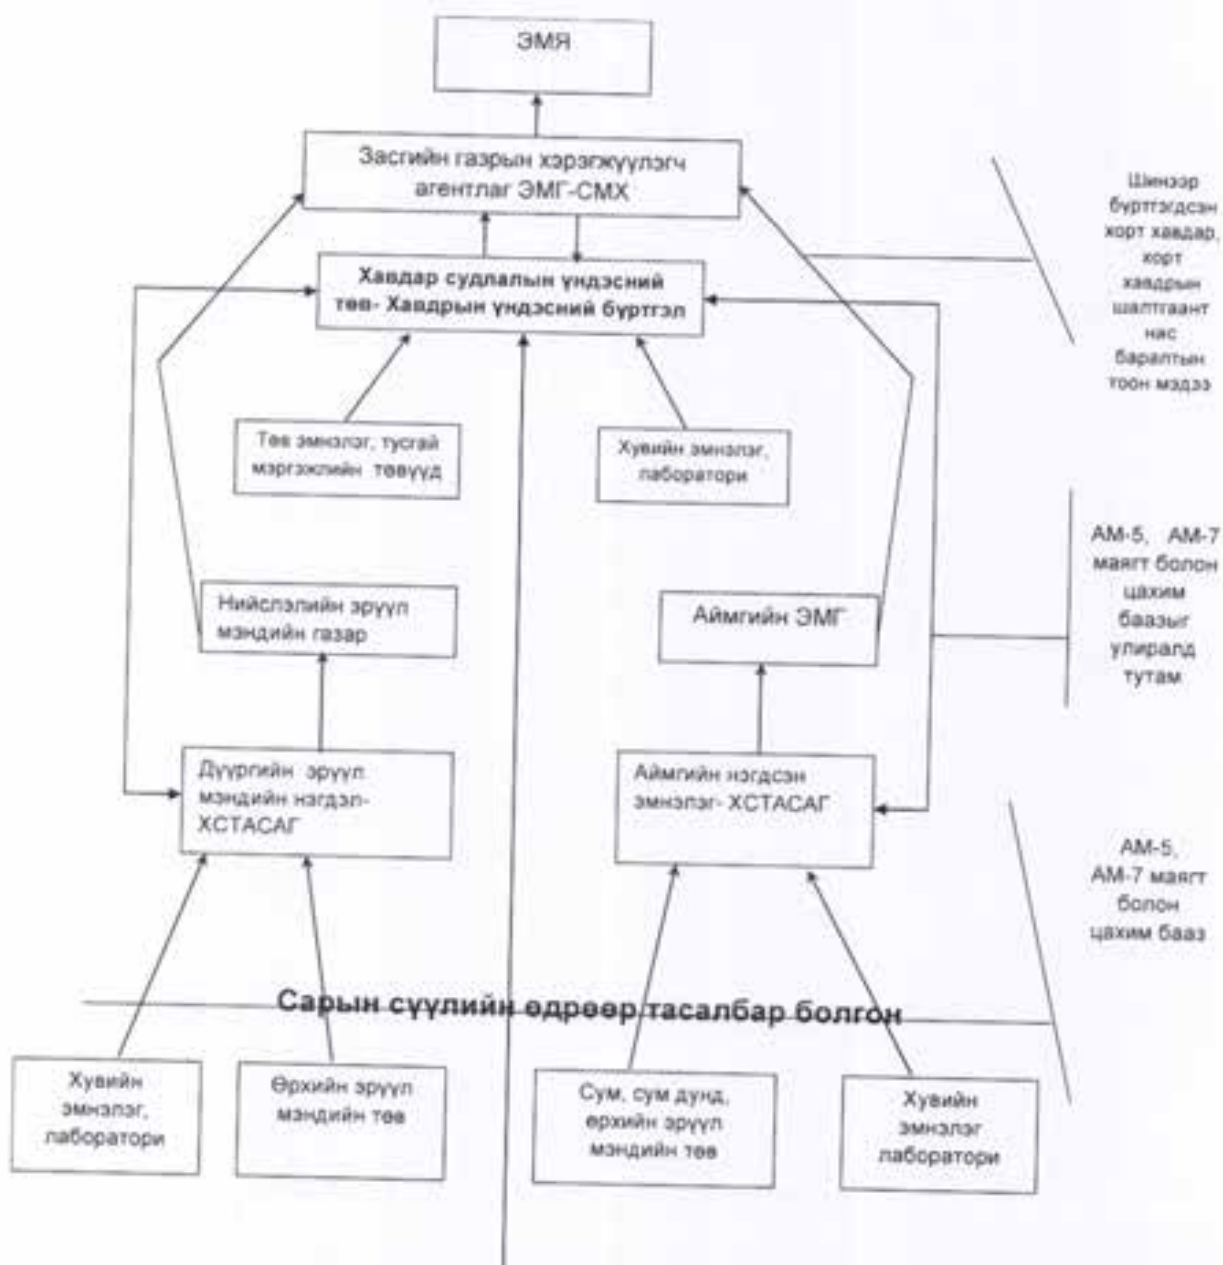 ЭМЯ
Засгийн газрын хэрэгжүүлэгч
агентлаг ЭМГ-СМХ
Хавдар судлалын үндэсний
төв- Хавдрын үндэсний бүртгэл
Шинээр
бүртгэгдсэн
хорт хавдар,
хорт
хавдрын
шалтгаант
нас
баралтын
тоон мэдээ
Төв эмнэлэг, тусгай
мэргэжлийн төвүүд
Хувийн эмнэлэг,
лаборатори
АМ-5, АМ-7
маягт болон
цахим
баазыг
улиралд
тутам
Нийслэлийн эрүүл
мэндийн газар
Аймгийн ЭМГ
Дүүргийн эрүүл
мэндийн нэгдэл-
ХСТАСАГ
Аймгийн нэгдсэн
эмнэлэг- ХСТАСАГ
АМ-5,
АМ-7 маягт
болон
цахим бааз
Сарын сүүлийн өдрөөр тасалбар болгон
Хувийн
эмнэлэг,
лаборатори
Өрхийн эрүүл
мэндийн төв
Сум, сум дунд,
өрхийн эрүүл
мэндийн төв
Хувийн
эмнэлэг
лаборатори